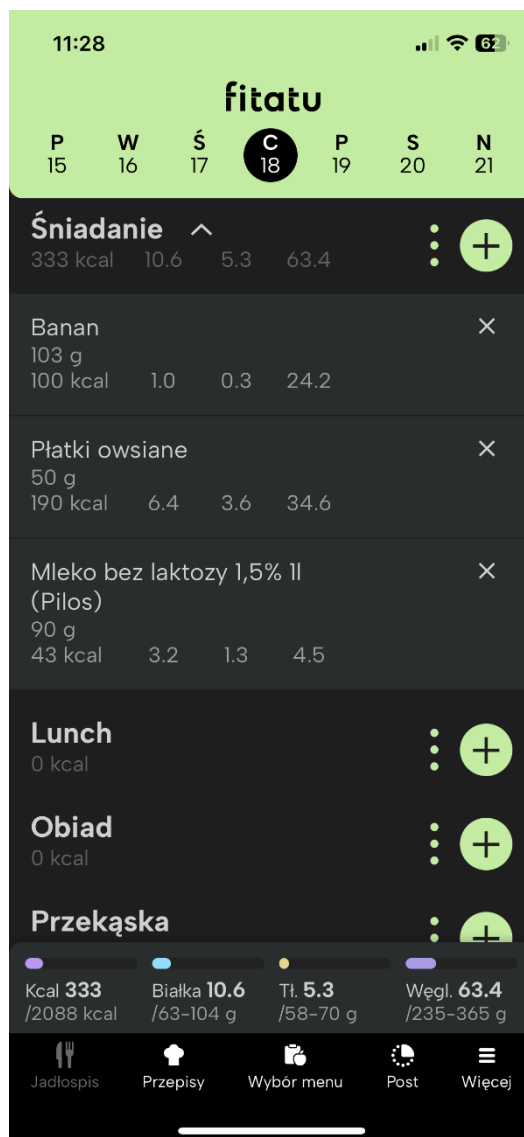 11:28
62
fitatu
P W Ś C P S N
15 16 17 18 19 20 21
Śniadanie
333 kcal 10.6 5.3 63.4
Banan
103 g
100 kcal 1.0 0.3 24.2
Płatki owsiane
50 g
190 kcal 6.4 3.6 34.6
Mleko bez laktozy 1,5% 1l
(Pilos)
90 g
43 kcal 3.2 1.3 4.5
Lunch
0 kcal
Obiad
0 kcal
Przekąska
Kcal 333 Białka 10.6 Tł. 5.3 Węgl. 63.4
/2088 kcal /63-104 g /58-70 g /235-365 g
Jadłospis Przepisy Wybór menu Post Więcej